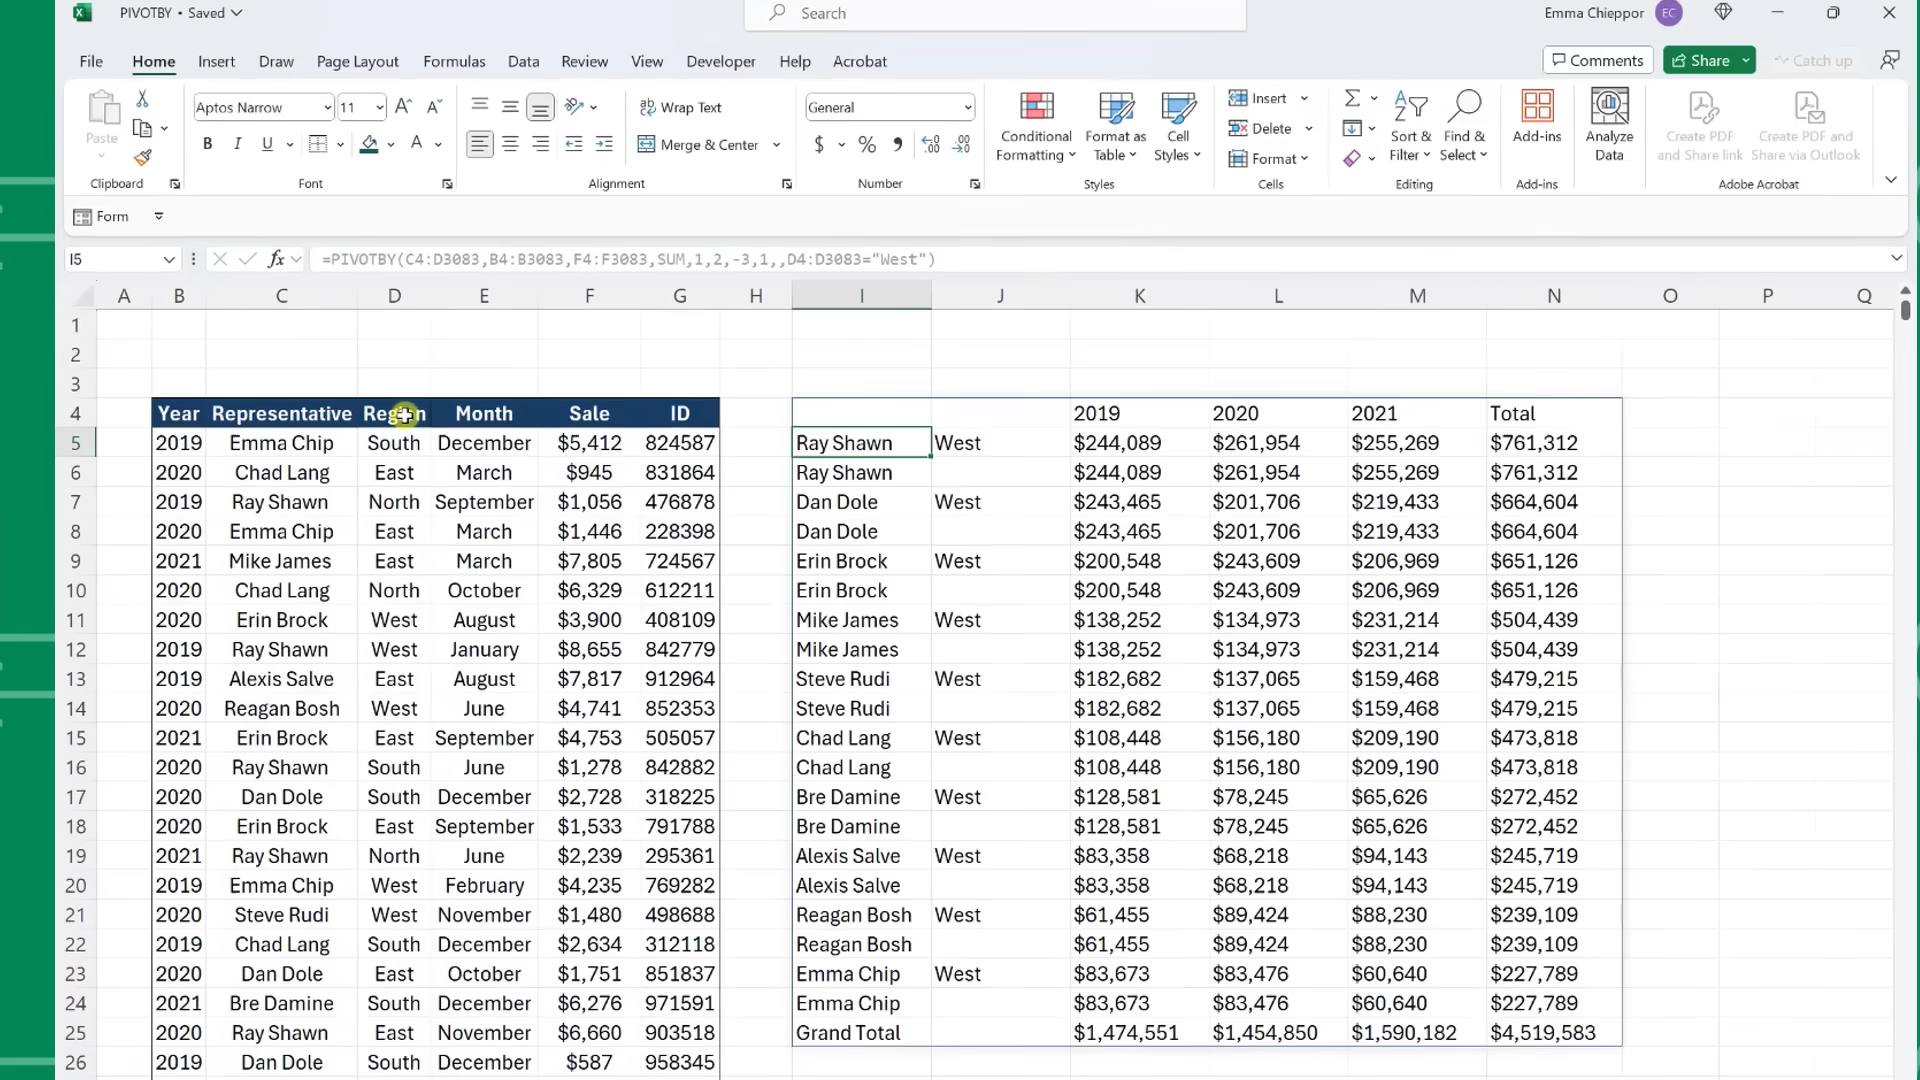 PIVOTBY • Saved
Search
Emma Chieppor
EC
File Home Insert Draw Page Layout Formulas Data Review View Developer Help Acrobat
Comments
Share
Catch up
Paste
Clipboard
Aptos Narrow 11
B I U
Font
Wrap Text
Merge & Center
Alignment
General
$ %
Number
Conditional Formatting
Format as Table
Cell Styles
Styles
Insert
Delete
Format
Cells
Sort & Filter
Find & Select
Editing
Add-ins
Add-ins
Analyze Data
Create PDF and Share link
Create PDF and Share via Outlook
Adobe Acrobat
Form
I5
fx
=PIVOTBY(C4:D3083,B4:B3083,F4:F3083,SUM,1,2,-3,1,,D4:D3083="West")
A B C D E F G H I J K L M N O P Q
1
2
3
4 Year Representative Region Month Sale ID 2019 2020 2021 Total
5 2019 Emma Chip South December $5,412 824587 Ray Shawn West $244,089 $261,954 $255,269 $761,312
6 2020 Chad Lang East March $945 831864 Ray Shawn $244,089 $261,954 $255,269 $761,312
7 2019 Ray Shawn North September $1,056 476878 Dan Dole West $243,465 $201,706 $219,433 $664,604
8 2020 Emma Chip East March $1,446 228398 Dan Dole $243,465 $201,706 $219,433 $664,604
9 2021 Mike James East March $7,805 724567 Erin Brock West $200,548 $243,609 $206,969 $651,126
10 2020 Chad Lang North October $6,329 612211 Erin Brock $200,548 $243,609 $206,969 $651,126
11 2020 Erin Brock West August $3,900 408109 Mike James West $138,252 $134,973 $231,214 $504,439
12 2019 Ray Shawn West January $8,655 842779 Mike James $138,252 $134,973 $231,214 $504,439
13 2019 Alexis Salve East August $7,817 912964 Steve Rudi West $182,682 $137,065 $159,468 $479,215
14 2020 Reagan Bosh West June $4,741 852353 Steve Rudi $182,682 $137,065 $159,468 $479,215
15 2021 Erin Brock East September $4,753 505057 Chad Lang West $108,448 $156,180 $209,190 $473,818
16 2020 Ray Shawn South June $1,278 842882 Chad Lang $108,448 $156,180 $209,190 $473,818
17 2020 Dan Dole South December $2,728 318225 Bre Damine West $128,581 $78,245 $65,626 $272,452
18 2020 Erin Brock East September $1,533 791788 Bre Damine $128,581 $78,245 $65,626 $272,452
19 2021 Ray Shawn North June $2,239 295361 Alexis Salve West $83,358 $68,218 $94,143 $245,719
20 2019 Emma Chip West February $4,235 769282 Alexis Salve $83,358 $68,218 $94,143 $245,719
21 2020 Steve Rudi West November $1,480 498688 Reagan Bosh West $61,455 $89,424 $88,230 $239,109
22 2019 Chad Lang South December $2,634 312118 Reagan Bosh $61,455 $89,424 $88,230 $239,109
23 2020 Dan Dole East October $1,751 851837 Emma Chip West $83,673 $83,476 $60,640 $227,789
24 2021 Bre Damine South December $6,276 971591 Emma Chip $83,673 $83,476 $60,640 $227,789
25 2020 Ray Shawn East November $6,660 903518 Grand Total $1,474,551 $1,454,850 $1,590,182 $4,519,583
26 2019 Dan Dole South December $587 958345